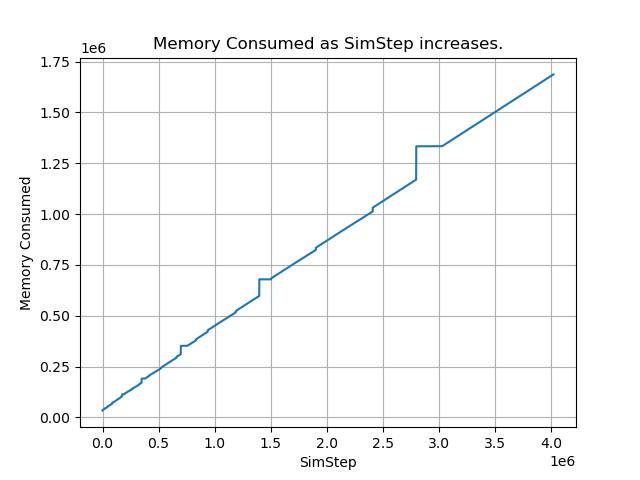 Memory Consumed as SimStep increases.
1e6
1.75
1.50
1.25
1.00
0.75
0.50
0.25
0.00
Memory Consumed
0.0 0.5 1.0 1.5 2.0 2.5 3.0 3.5 4.0
SimStep
1e6